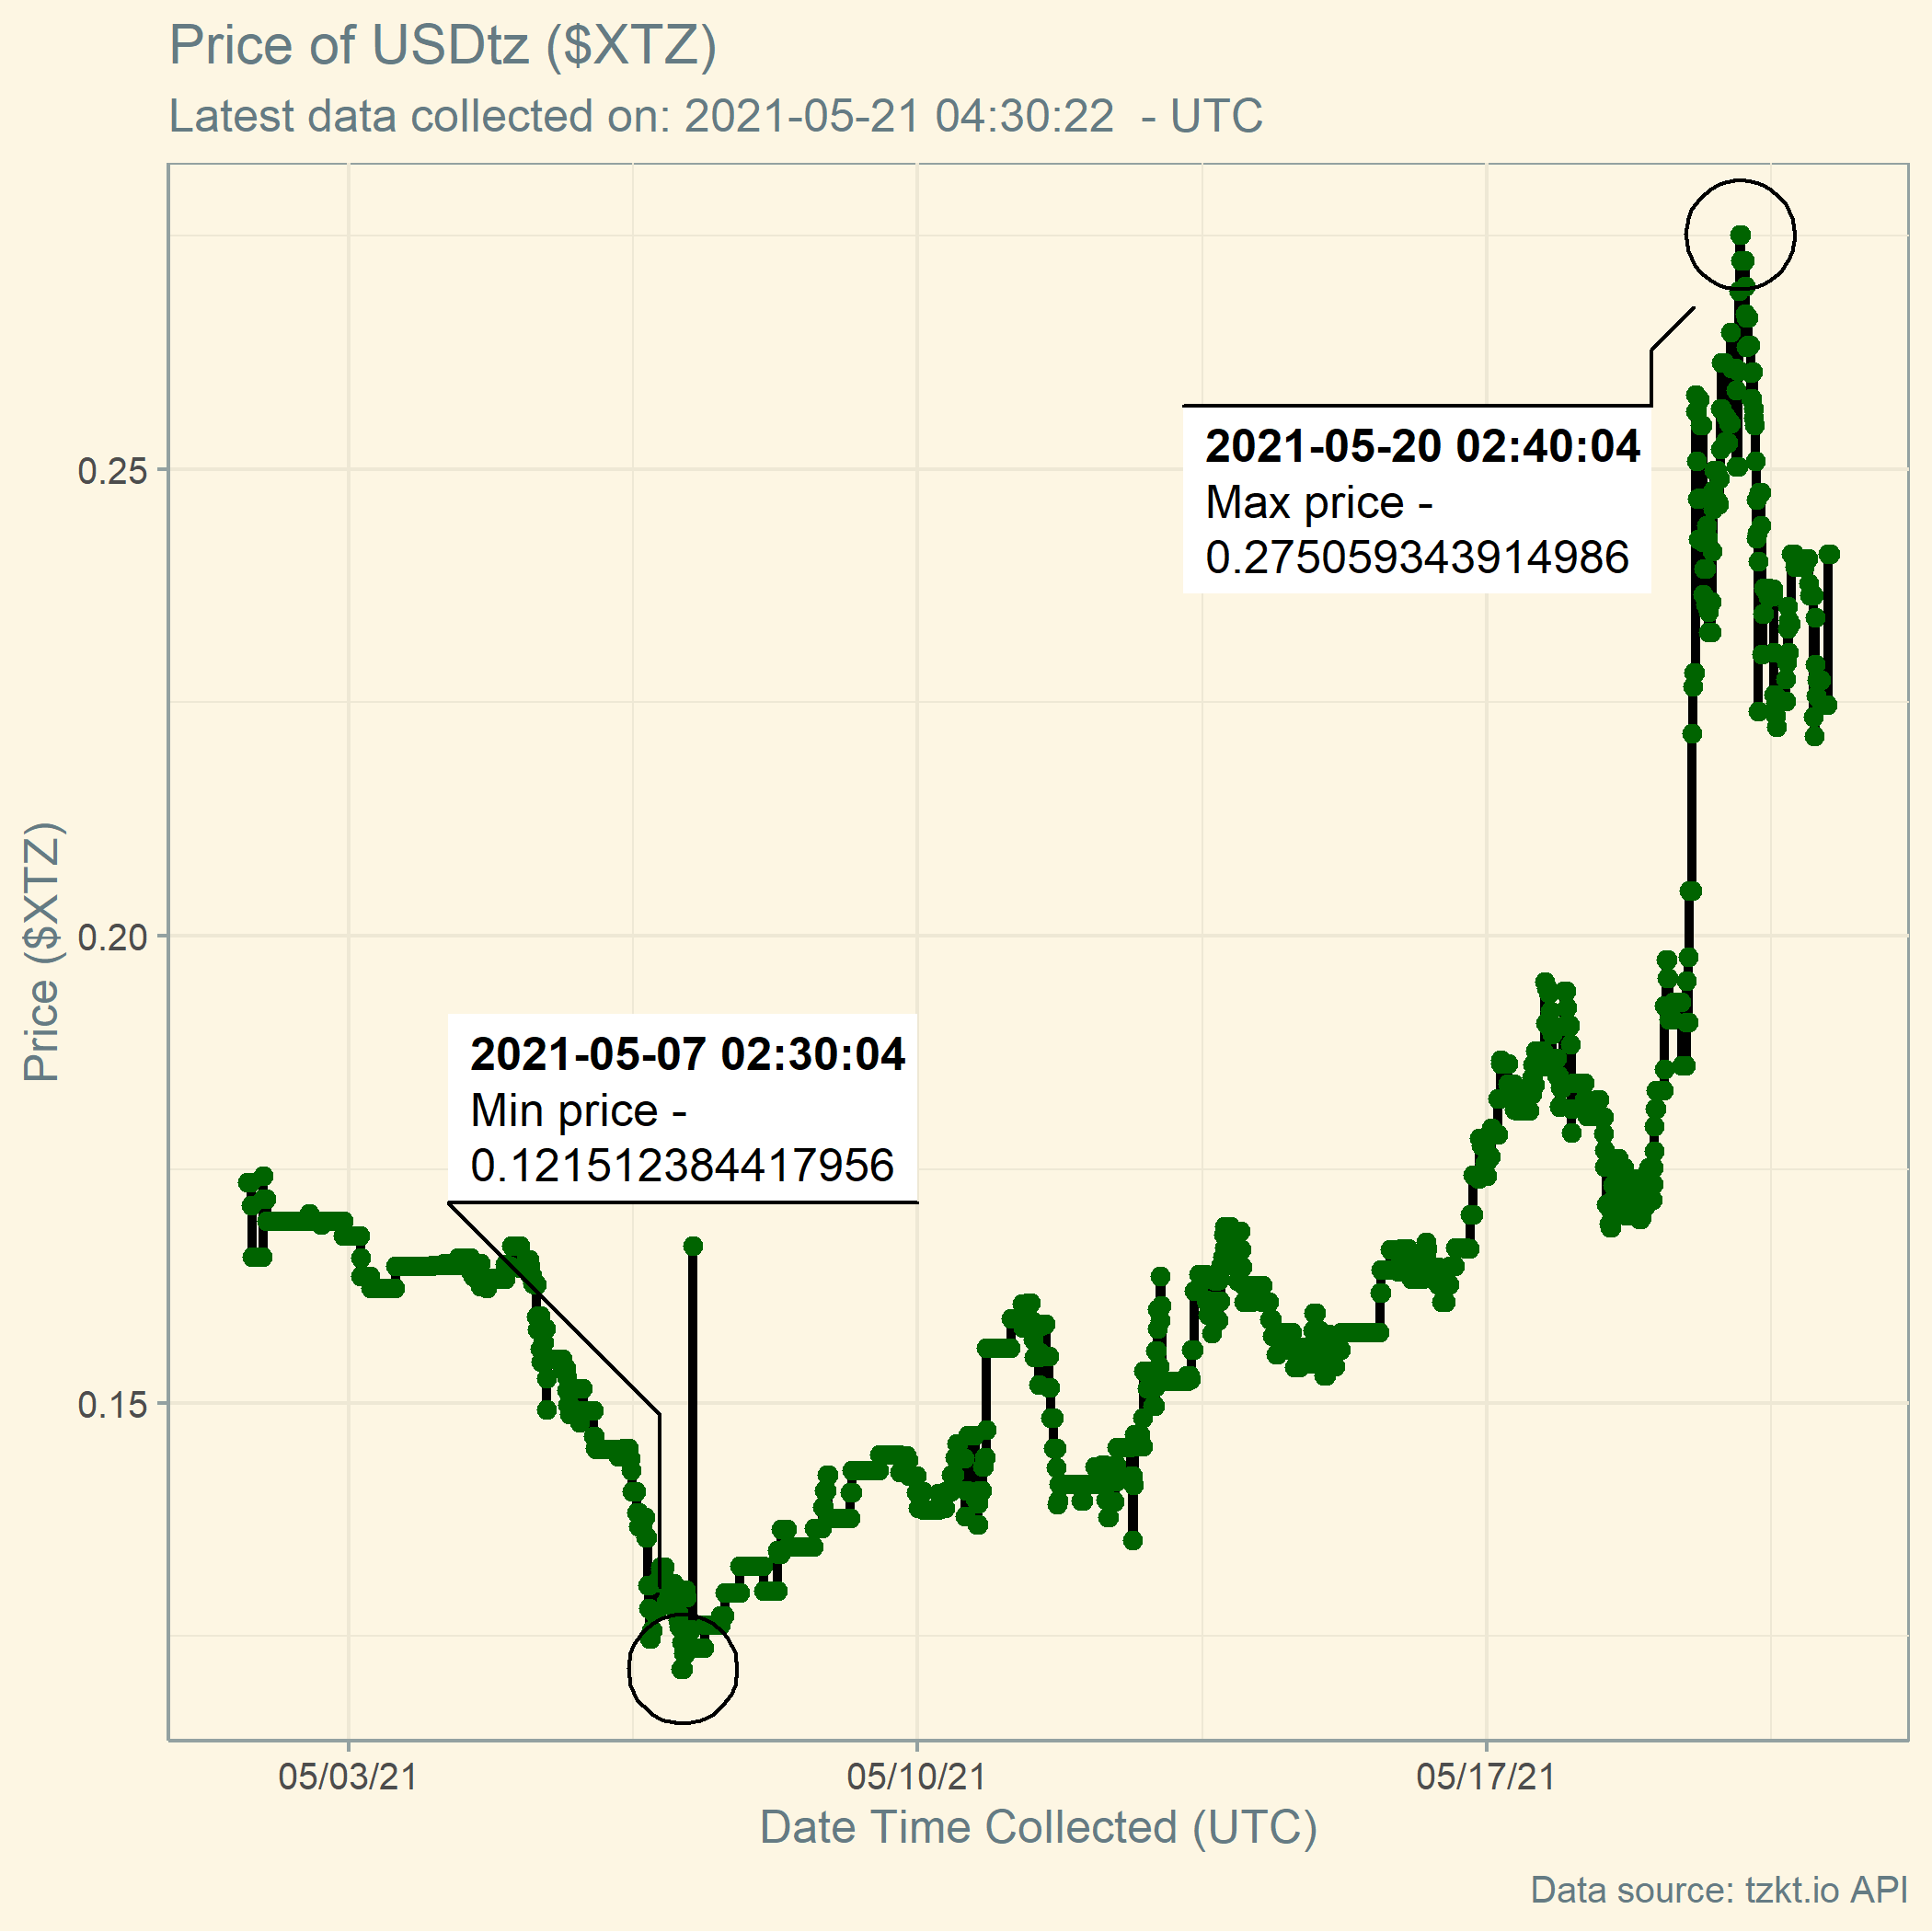 Price of USDtz ($XTZ)
Latest data collected on: 2021-05-21 04:30:22  - UTC
2021-05-20 02:40:04
Max price -
0.275059343914986
0.25
0.20
0.15
Price ($XTZ)
2021-05-07 02:30:04
Min price -
0.121512384417956
05/03/21
05/10/21
05/17/21
Date Time Collected (UTC)
Data source: tzkt.io API